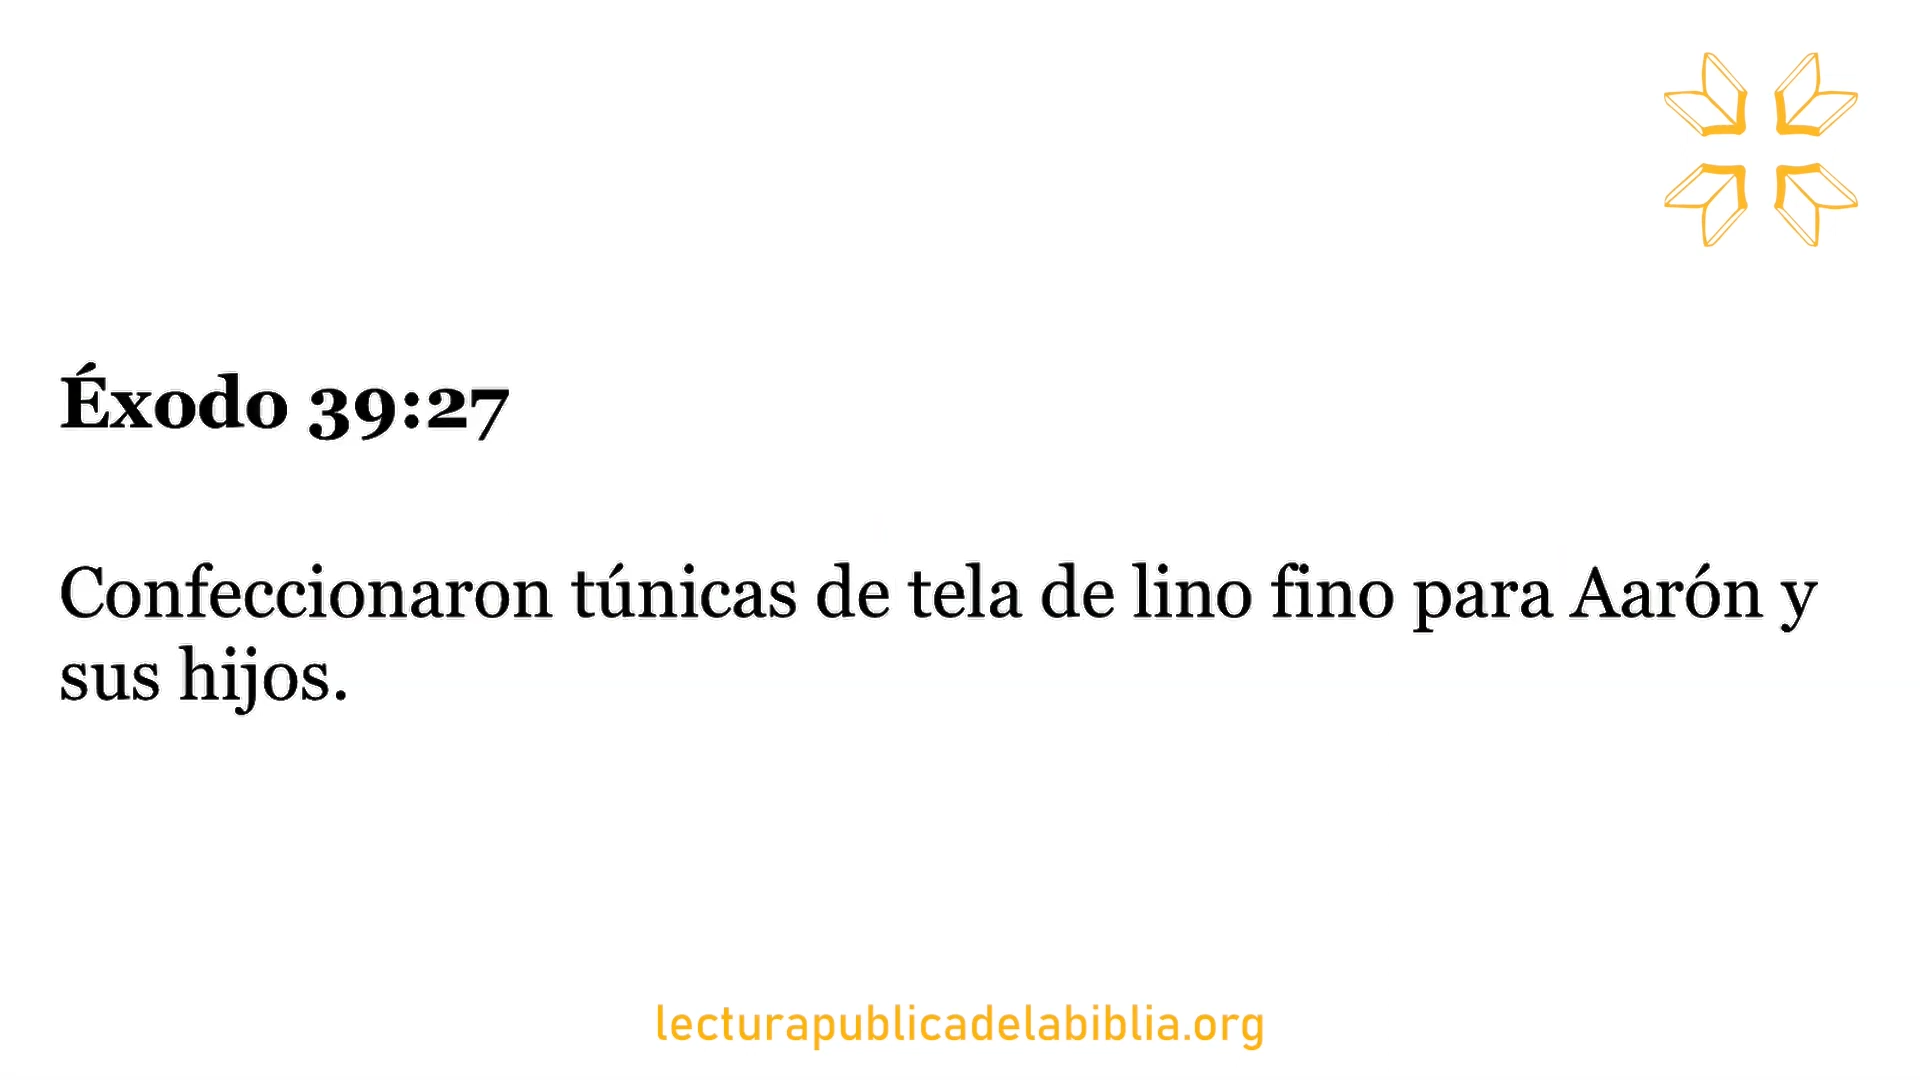 Éxodo 39:27
Confeccionaron túnicas de tela de lino fino para Aarón y
sus hijos.
lecturapublicadelabiblia.org